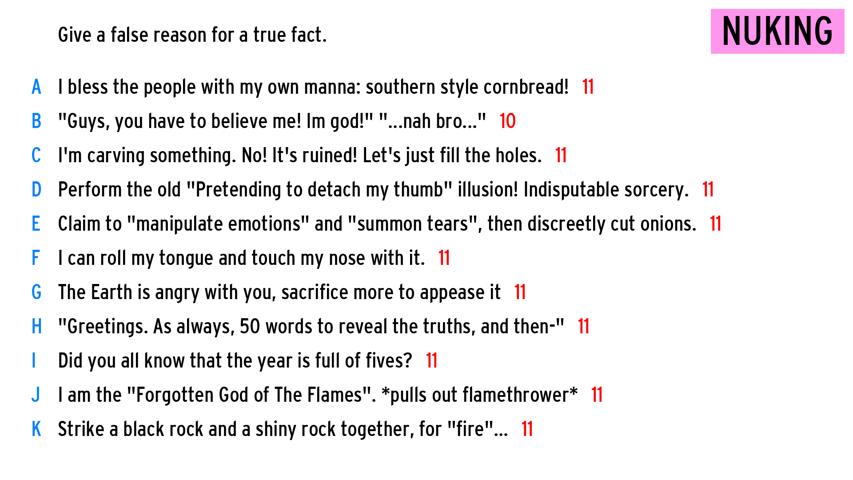 Give a false reason for a true fact.
NUKING
A I bless the people with my own manna: southern style cornbread! 11
B "Guys, you have to believe me! Im god!" "...nah bro..." 10
C I'm carving something. No! It's ruined! Let's just fill the holes. 11
D Perform the old "Pretending to detach my thumb" illusion! Indisputable sorcery. 11
E Claim to "manipulate emotions" and "summon tears", then discreetly cut onions. 11
F I can roll my tongue and touch my nose with it. 11
G The Earth is angry with you, sacrifice more to appease it 11
H "Greetings. As always, 50 words to reveal the truths, and then-" 11
I Did you all know that the year is full of fives? 11
J I am the "Forgotten God of The Flames". *pulls out flamethrower* 11
K Strike a black rock and a shiny rock together, for "fire"... 11